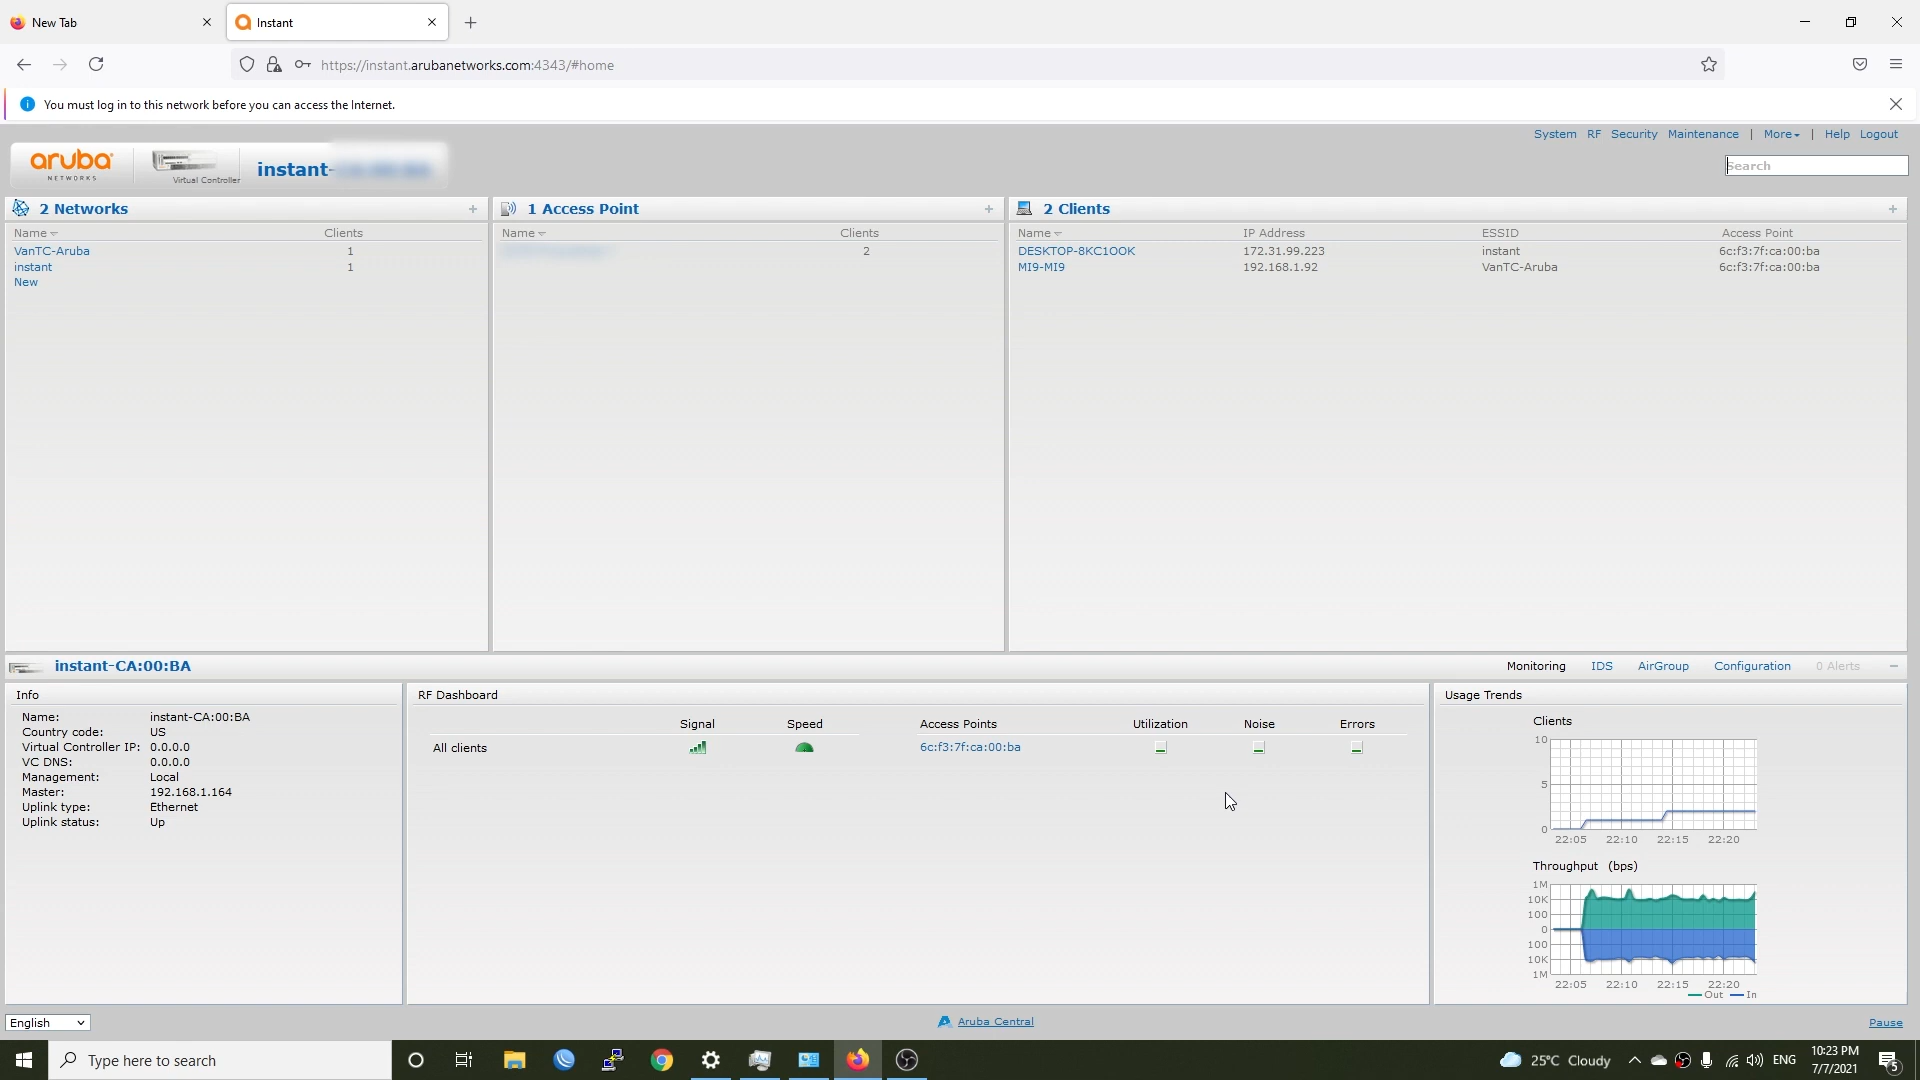 New Tab
Instant
https://instant.arubanetworks.com:4343/#home
You must log in to this network before you can access the Internet.
System RF Security Maintenance | More | Help Logout
aruba
NETWORKS
Virtual Controller
instant-
Search
2 Networks
Name Clients
VanTC-Aruba 1
instant 1
New
1 Access Point
Name Clients
2
2 Clients
Name IP Address ESSID Access Point
DESKTOP-8KC1OOK 172.31.99.223 instant 6c:f3:7f:ca:00:ba
MI9-MI9 192.168.1.92 VanTC-Aruba 6c:f3:7f:ca:00:ba
instant-CA:00:BA
Monitoring IDS AirGroup Configuration 0 Alerts
Info
Name: instant-CA:00:BA
Country code: US
Virtual Controller IP: 0.0.0.0
VC DNS: 0.0.0.0
Management: Local
Master: 192.168.1.164
Uplink type: Ethernet
Uplink status: Up
RF Dashboard
Signal Speed Access Points Utilization Noise Errors
All clients 6c:f3:7f:ca:00:ba
Usage Trends
Clients
10
5
0
22:05 22:10 22:15 22:20
Throughput (bps)
1M
10K
100
0
100
10K
1M
22:05 22:10 22:15 22:20
Out In
English
Aruba Central
Pause
Type here to search
25°C Cloudy
ENG
10:23 PM
7/7/2021
5